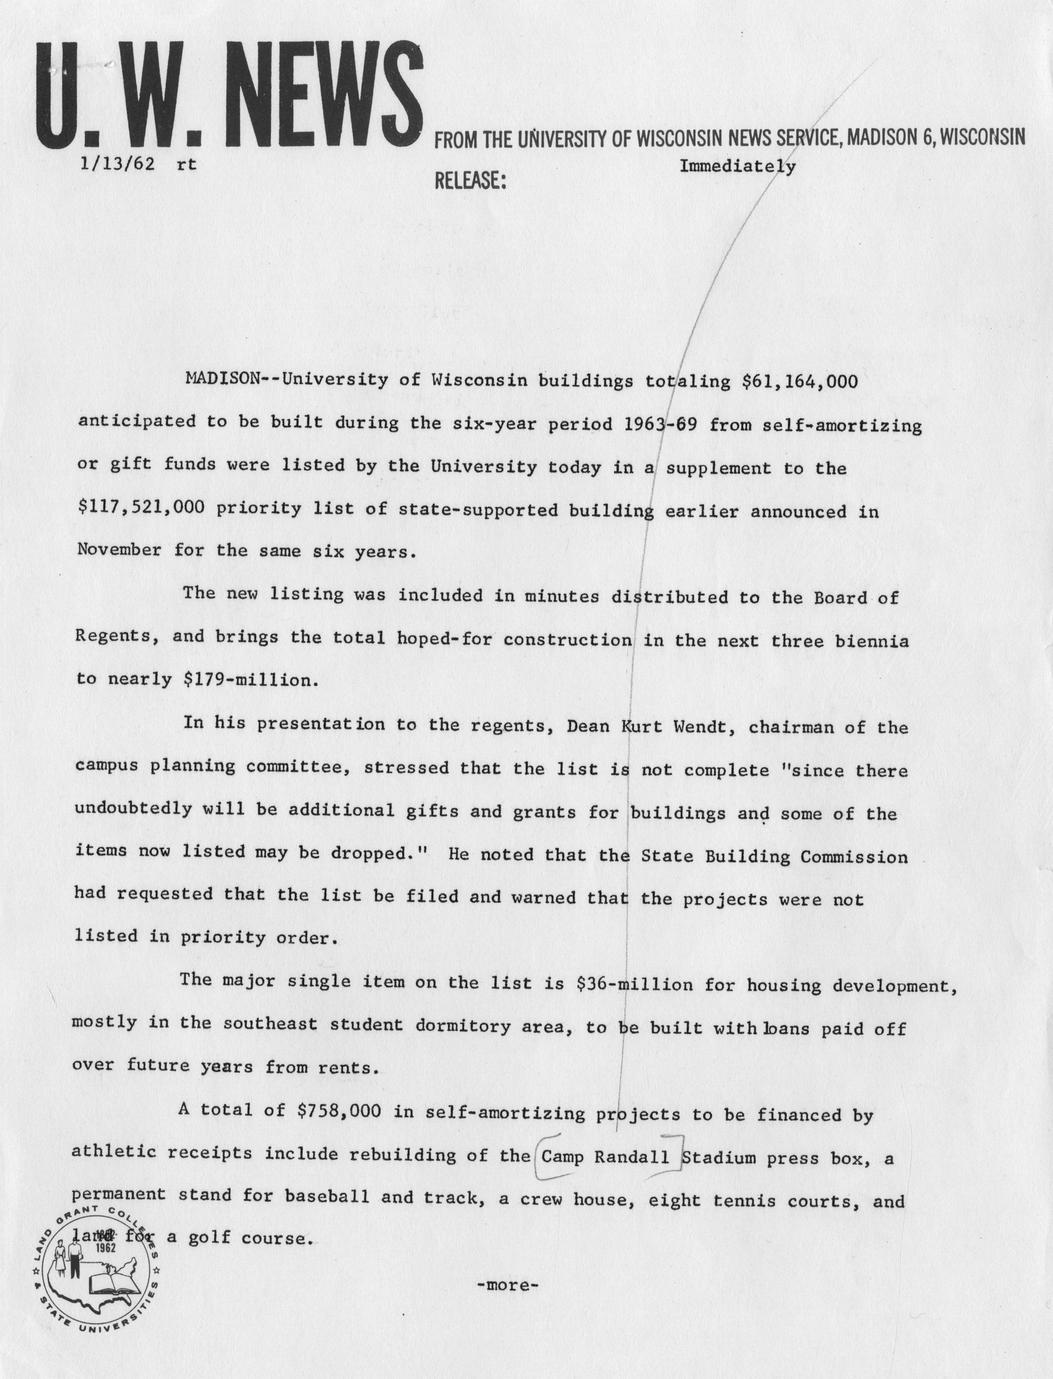 U. W. NEWS
FROM THE UNIVERSITY OF WISCONSIN NEWS SERVICE, MADISON 6, WISCONSIN
1/13/62 rt
Immediately
RELEASE:
MADISON--University of Wisconsin buildings totaling $61,164,000
anticipated to be built during the six-year period 1963-69 from self-amortizing
or gift funds were listed by the University today in a supplement to the
$117,521,000 priority list of state-supported building earlier announced in
November for the same six years.
The new listing was included in minutes distributed to the Board of
Regents, and brings the total hoped-for construction in the next three biennia
to nearly $179-million.
In his presentation to the regents, Dean Kurt Wendt, chairman of the
campus planning committee, stressed that the list is not complete "since there
undoubtedly will be additional gifts and grants for buildings and some of the
items now listed may be dropped." He noted that the State Building Commission
had requested that the list be filed and warned that the projects were not
listed in priority order.
The major single item on the list is $36-million for housing development,
mostly in the southeast student dormitory area, to be built with loans paid off
over future years from rents.
A total of $758,000 in self-amortizing projects to be financed by
athletic receipts include rebuilding of the Camp Randall Stadium press box, a
permanent stand for baseball and track, a crew house, eight tennis courts, and
land for a golf course.
LAND GRANT COLLEGES
1962
& STATE UNIVERSITIES
-more-